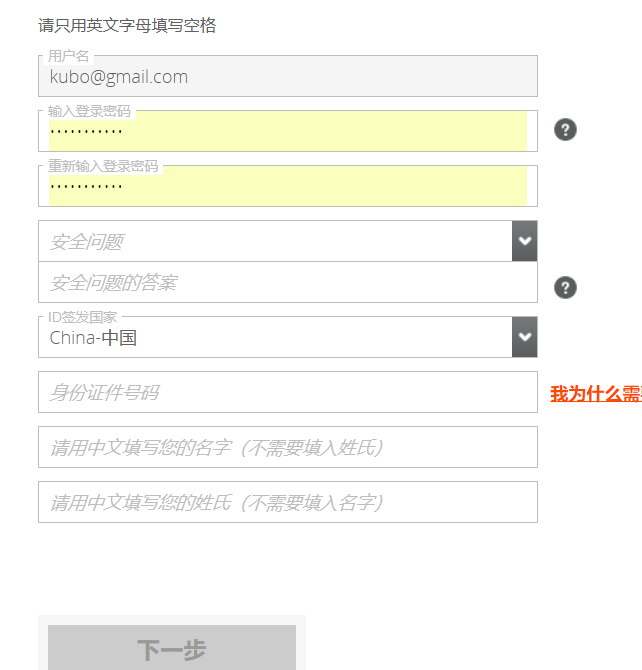 请只用英文字母填写空格
用户名
kubo@gmail.com
输入登录密码
···········
?
重新输入登录密码
···········
安全问题
安全问题的答案
?
ID签发国家
China-中国
身份证件号码
我为什么需
请用中文填写您的名字（不需要填入姓氏）
请用中文填写您的姓氏（不需要填入名字）
下一步